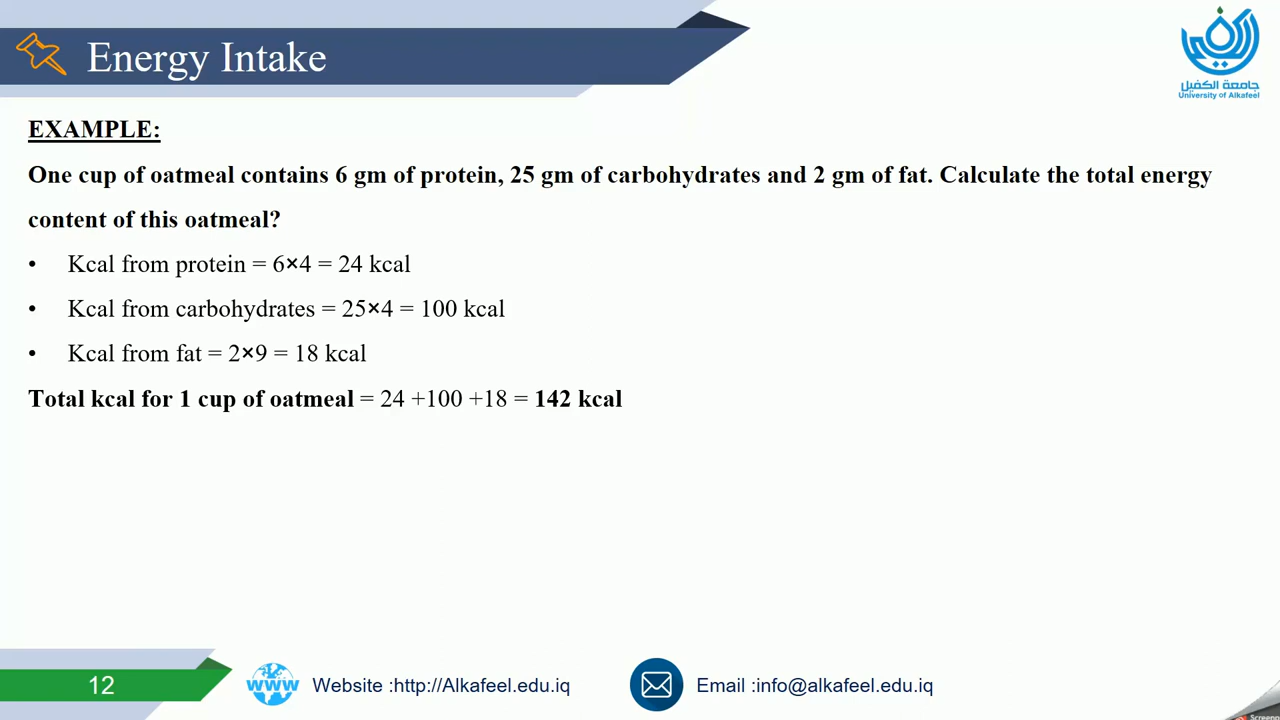 Energy Intake
جامعة الكفيل
University of Alkafeel
EXAMPLE:
One cup of oatmeal contains 6 gm of protein, 25 gm of carbohydrates and 2 gm of fat. Calculate the total energy
content of this oatmeal?
• Kcal from protein = 6×4 = 24 kcal
• Kcal from carbohydrates = 25×4 = 100 kcal
• Kcal from fat = 2×9 = 18 kcal
Total kcal for 1 cup of oatmeal = 24 +100 +18 = 142 kcal
12
www
Website :http://Alkafeel.edu.iq
Email :info@alkafeel.edu.iq